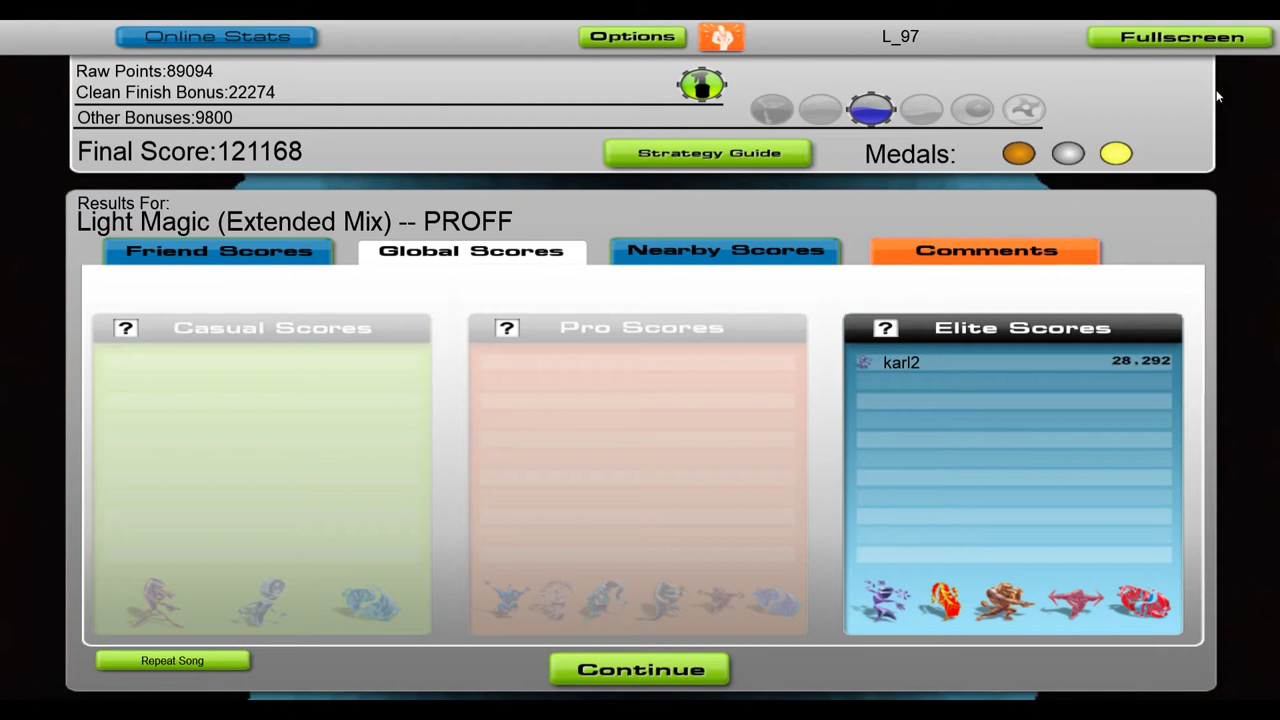 Online Stats
Options
L_97
Fullscreen
Raw Points:89094
Clean Finish Bonus:22274
Other Bonuses:9800
Final Score:121168
Strategy Guide
Medals:
Results For:
Light Magic (Extended Mix) -- PROFF
Friend Scores
Global Scores
Nearby Scores
Comments
? Casual Scores
? Pro Scores
? Elite Scores
karl2 28,292
Repeat Song
Continue